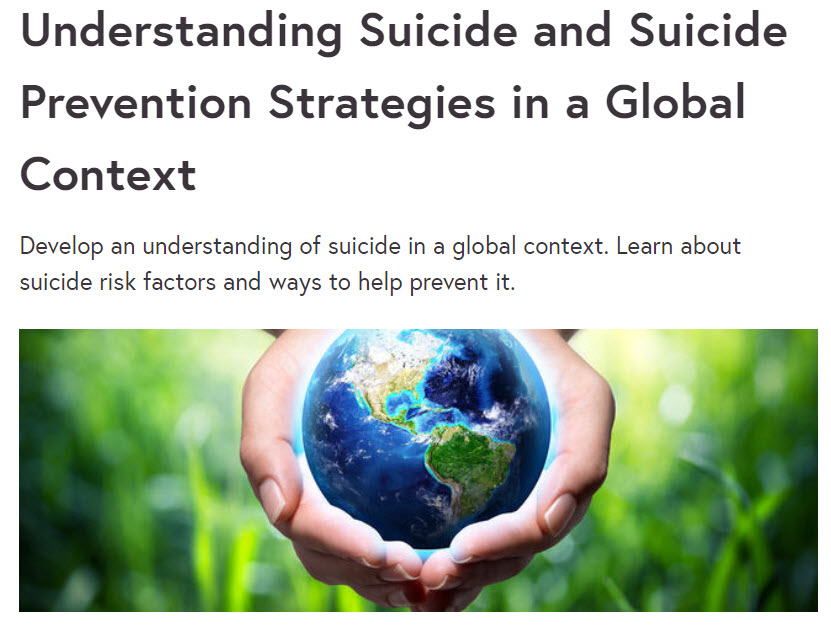 Understanding Suicide and Suicide
Prevention Strategies in a Global
Context
Develop an understanding of suicide in a global context. Learn about
suicide risk factors and ways to help prevent it.